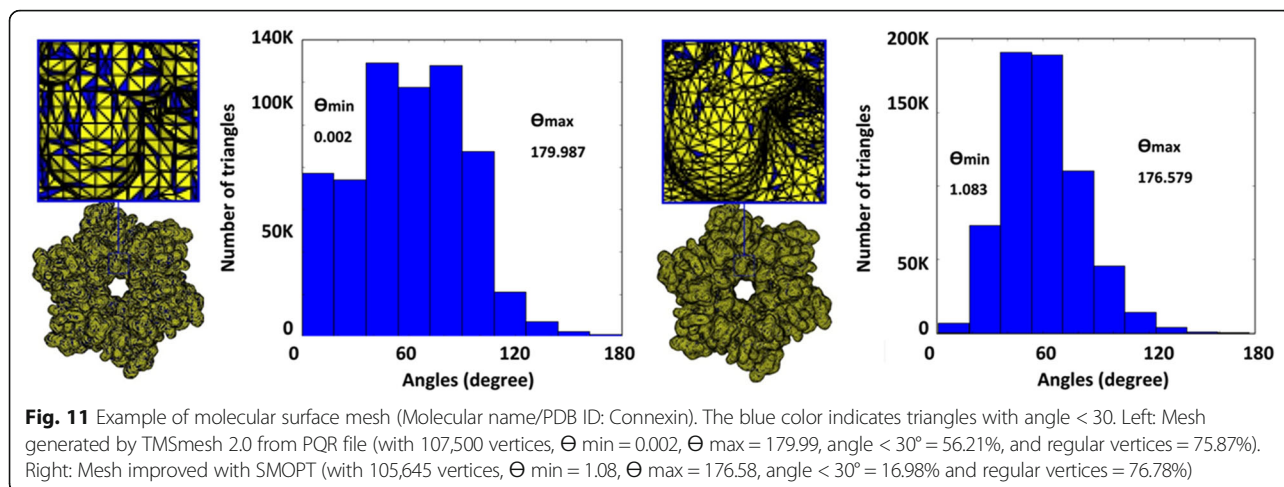 140K
100K
50K
0
Number of triangles
Өmin
0.002
Өmax
179.987
0 60 120 180
Angles (degree)
200K
150K
50K
0
Number of triangles
Өmin
1.083
Өmax
176.579
0 60 120 180
Angles (degree)
Fig. 11 Example of molecular surface mesh (Molecular name/PDB ID: Connexin). The blue color indicates triangles with angle < 30. Left: Mesh
generated by TMSmesh 2.0 from PQR file (with 107,500 vertices, Ө min = 0.002, Ө max = 179.99, angle < 30° = 56.21%, and regular vertices = 75.87%).
Right: Mesh improved with SMOPT (with 105,645 vertices, Ө min = 1.08, Ө max = 176.58, angle < 30° = 16.98% and regular vertices = 76.78%)